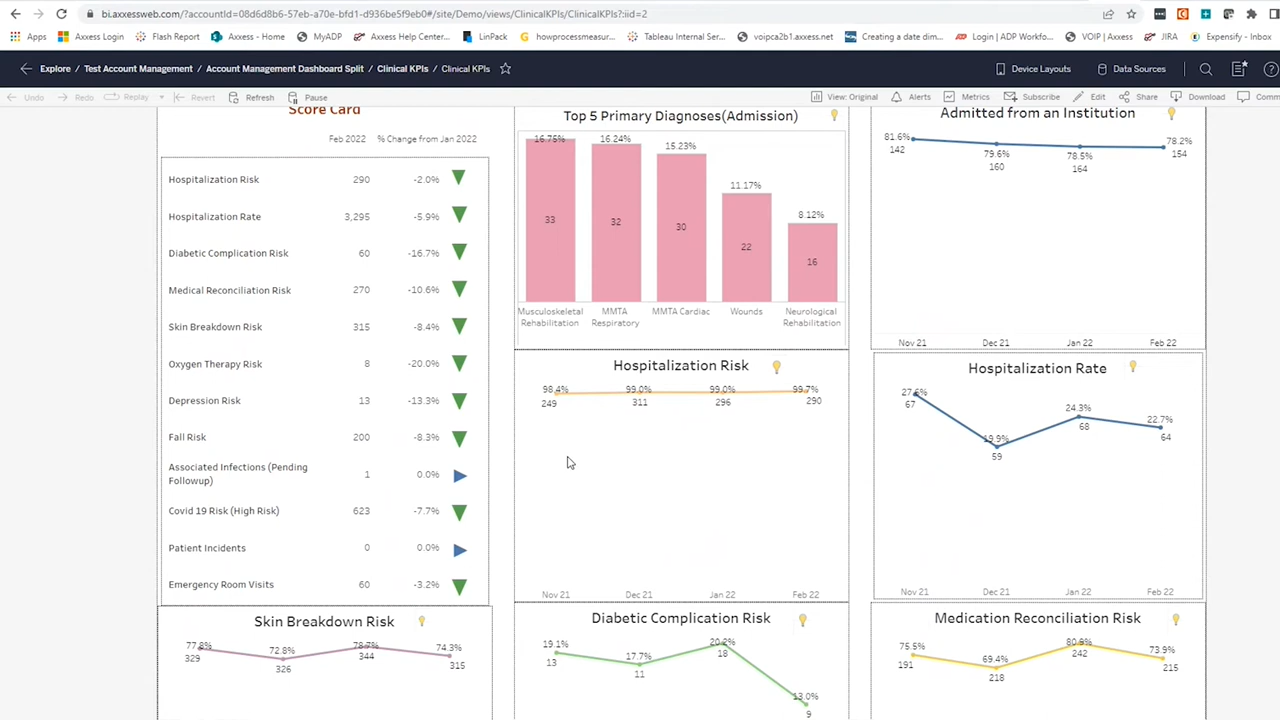 bi.axxessweb.com/?accountId=08d6d8b6-57eb-a70e-bfd1-d936be5f9eb0#/site/Demo/views/ClinicalKPIs/ClinicalKPIs?:iid=2
Apps Axxess Login Flash Report Axxess - Home MyADP Axxess Help Center... LinPack howprocessmeasur... Tableau Internal Ser... voipca2b1.axxess.net Creating a date dim... Login | ADP Workfo... VOIP | Axxess JIRA Expensify - Inbox
Explore / Test Account Management / Account Management Dashboard Split / Clinical KPIs / Clinical KPIs Device Layouts Data Sources
Undo Redo Replay Revert Refresh Pause View: Original Alerts Metrics Subscribe Edit Share Download Comm
Score Card
Feb 2022 % Change from Jan 2022
Hospitalization Risk 290 -2.0%
Hospitalization Rate 3,295 -5.9%
Diabetic Complication Risk 60 -16.7%
Medical Reconciliation Risk 270 -10.6%
Skin Breakdown Risk 315 -8.4%
Oxygen Therapy Risk 8 -20.0%
Depression Risk 13 -13.3%
Fall Risk 200 -8.3%
Associated Infections (Pending
Followup) 1 0.0%
Covid 19 Risk (High Risk) 623 -7.7%
Patient Incidents 0 0.0%
Emergency Room Visits 60 -3.2%
Top 5 Primary Diagnoses(Admission)
16.75% 16.24% 15.23% 11.17% 8.12%
33 32 30 22 16
Musculoskeletal MMTA MMTA Cardiac Wounds Neurological
Rehabilitation Respiratory Rehabilitation
Admitted from an Institution
81.6% 79.6% 78.5% 78.2%
142 160 164 154
Nov 21 Dec 21 Jan 22 Feb 22
Hospitalization Risk
98.4% 99.0% 99.0% 99.7%
249 311 296 290
Nov 21 Dec 21 Jan 22 Feb 22
Hospitalization Rate
27.6% 19.9% 24.3% 22.7%
67 59 68 64
Nov 21 Dec 21 Jan 22 Feb 22
Skin Breakdown Risk
77.8% 72.8% 78.7% 74.3%
329 326 344 315
Diabetic Complication Risk
19.1% 17.7% 20.2% 13.0%
13 11 18 9
Medication Reconciliation Risk
75.5% 69.4% 80.6% 73.9%
191 218 242 215